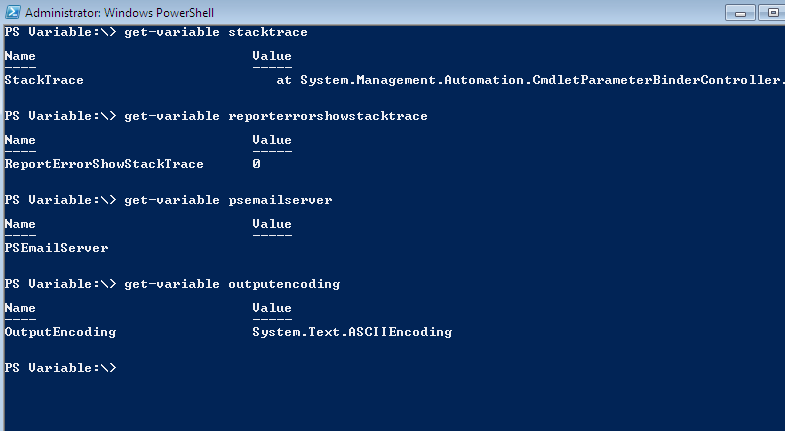 Administrator: Windows PowerShell
PS Variable:\> get-variable stacktrace
Name Value
---- -----
StackTrace at System.Management.Automation.CmdletParameterBinderController.
PS Variable:\> get-variable reporterrorshowstacktrace
Name Value
---- -----
ReportErrorShowStackTrace 0
PS Variable:\> get-variable psemailserver
Name Value
---- -----
PSEmailServer
PS Variable:\> get-variable outputencoding
Name Value
---- -----
OutputEncoding System.Text.ASCIIEncoding
PS Variable:\>